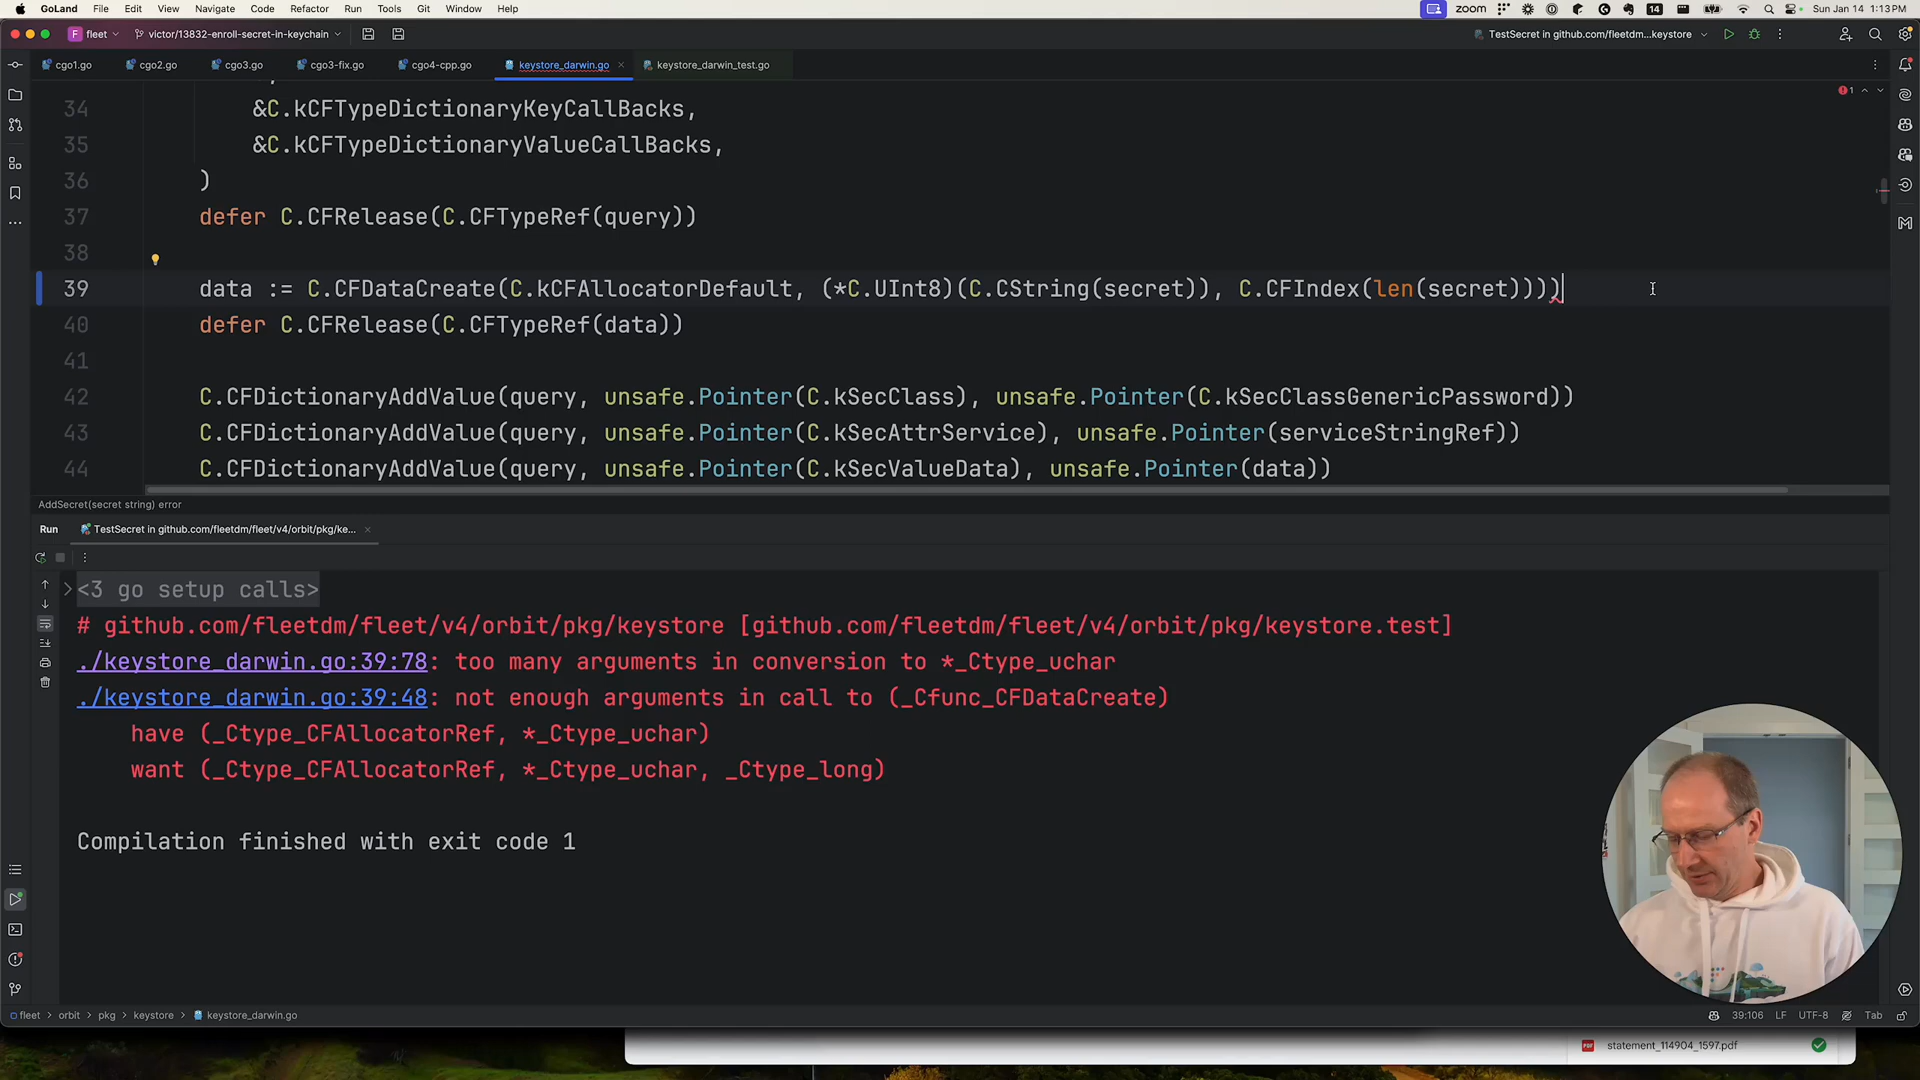 GoLand File Edit View Navigate Code Refactor Run Tools Git Window Help zoom 14 Sun Jan 14 1:13 PM
F fleet victor/13832-enroll-secret-in-keychain TestSecret in github.com/fleetdm...keystore
cgo1.go cgo2.go cgo3.go cgo3-fix.go cgo4-cpp.go keystore_darwin.go keystore_darwin_test.go
1
34 &C.kCFTypeDictionaryKeyCallBacks,
35 &C.kCFTypeDictionaryValueCallBacks,
36 )
37 defer C.CFRelease(C.CFTypeRef(query))
38
39 data := C.CFDataCreate(C.kCFAllocatorDefault, (*C.UInt8)(C.CString(secret)), C.CFIndex(len(secret))))
40 defer C.CFRelease(C.CFTypeRef(data))
41
42 C.CFDictionaryAddValue(query, unsafe.Pointer(C.kSecClass), unsafe.Pointer(C.kSecClassGenericPassword))
43 C.CFDictionaryAddValue(query, unsafe.Pointer(C.kSecAttrService), unsafe.Pointer(serviceStringRef))
44 C.CFDictionaryAddValue(query, unsafe.Pointer(C.kSecValueData), unsafe.Pointer(data))
AddSecret(secret string) error
Run TestSecret in github.com/fleetdm/fleet/v4/orbit/pkg/ke...
<3 go setup calls>
# github.com/fleetdm/fleet/v4/orbit/pkg/keystore [github.com/fleetdm/fleet/v4/orbit/pkg/keystore.test]
./keystore_darwin.go:39:78: too many arguments in conversion to *_Ctype_uchar
./keystore_darwin.go:39:48: not enough arguments in call to (_Cfunc_CFDataCreate)
have (_Ctype_CFAllocatorRef, *_Ctype_uchar)
want (_Ctype_CFAllocatorRef, *_Ctype_uchar, _Ctype_long)
Compilation finished with exit code 1
fleet orbit pkg keystore keystore_darwin.go 39:106 LF UTF-8 Tab
PDF statement_114904_1597.pdf